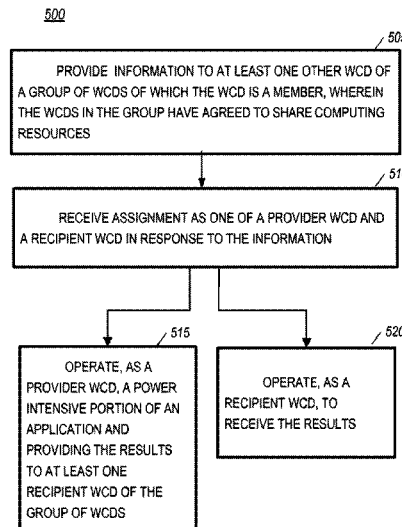 500
PROVIDE INFORMATION TO AT LEAST ONE OTHER WCD OF
A GROUP OF WCDS OF WHICH THE WCD IS A MEMBER, WHEREIN
THE WCDS IN THE GROUP HAVE AGREED TO SHARE COMPUTING
RESOURCES
RECEIVE ASSIGNMENT AS ONE OF A PROVIDER WCD AND
A RECIPIENT WCD IN RESPONSE TO THE INFORMATION
515
OPERATE, AS A
PROVIDER WCD, A POWER
INTENSIVE PORTION OF AN
APPLICATION AND
PROVIDING THE RESULTS
TO AT LEAST ONE
RECIPIENT WCD OF THE
GROUP OF WCDS
520
OPERATE, AS A
RECIPIENT WCD, TO
RECEIVE THE RESULTS